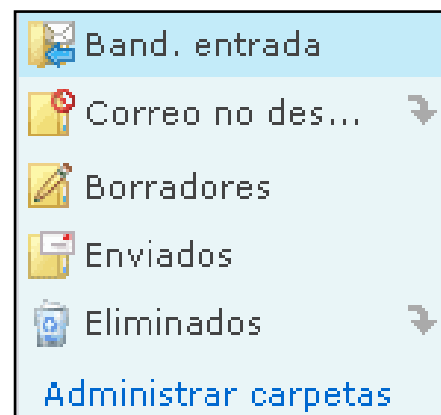 Band. entrada
Correo no des...
Borradores
Enviados
Eliminados
Administrar carpetas